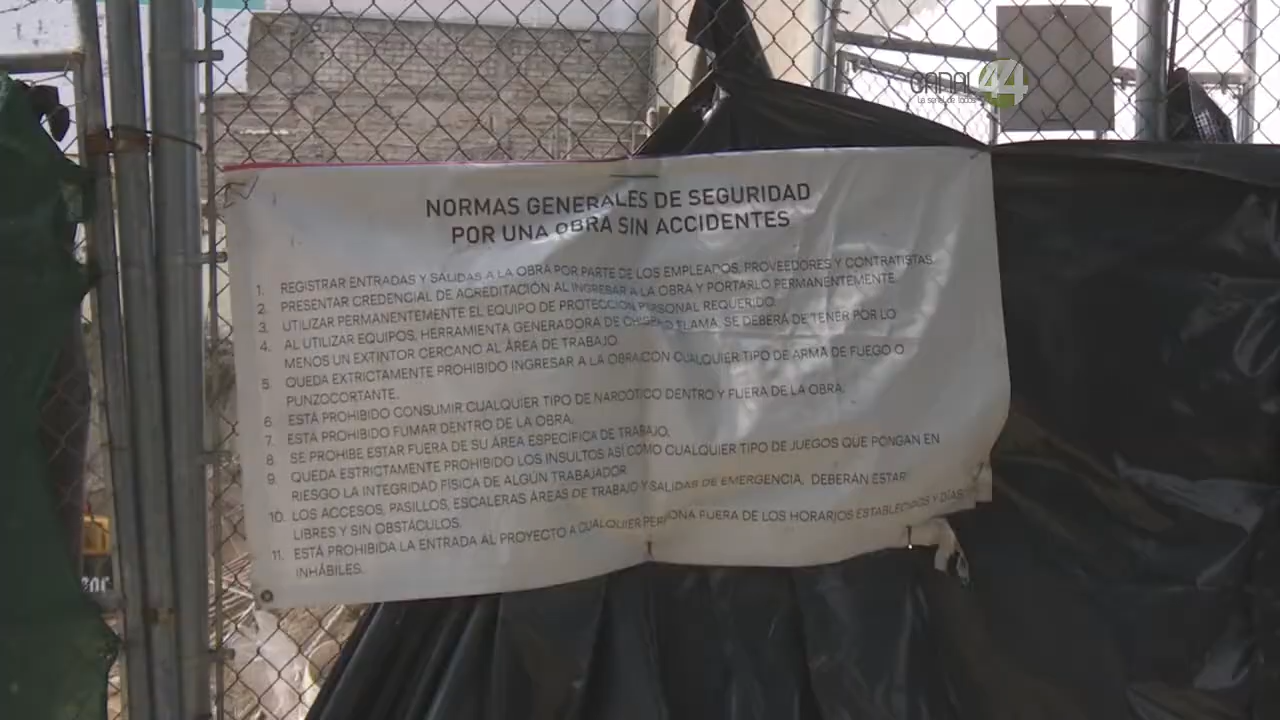 CANAL 44
La señal de todos
NORMAS GENERALES DE SEGURIDAD
POR UNA OBRA SIN ACCIDENTES
1. REGISTRAR ENTRADAS Y SALIDAS A LA OBRA POR PARTE DE LOS EMPLEADOS, PROVEEDORES Y CONTRATISTAS.
2. PRESENTAR CREDENCIAL DE ACREDITACIÓN AL INGRESAR A LA OBRA Y PORTARLO PERMANENTEMENTE.
3. UTILIZAR PERMANENTEMENTE EL EQUIPO DE PROTECCIÓN PERSONAL REQUERIDO.
4. AL UTILIZAR EQUIPOS, HERRAMIENTA GENERADORA DE CHISPA O FLAMA, SE DEBERÁ DE TENER POR LO
MENOS UN EXTINTOR CERCANO AL ÁREA DE TRABAJO.
5. QUEDA EXTRICTAMENTE PROHIBIDO INGRESAR A LA OBRA CON CUALQUIER TIPO DE ARMA DE FUEGO O
PUNZOCORTANTE.
6. ESTÁ PROHIBIDO CONSUMIR CUALQUIER TIPO DE NARCÓTICO DENTRO Y FUERA DE LA OBRA.
7. ESTÁ PROHIBIDO FUMAR DENTRO DE LA OBRA.
8. SE PROHIBE ESTAR FUERA DE SU ÁREA ESPECÍFICA DE TRABAJO.
9. QUEDA ESTRICTAMENTE PROHIBIDO LOS INSULTOS ASÍ COMO CUALQUIER TIPO DE JUEGOS QUE PONGAN EN
RIESGO LA INTEGRIDAD FÍSICA DE ALGÚN TRABAJADOR.
10. LOS ACCESOS, PASILLOS, ESCALERAS ÁREAS DE TRABAJO Y SALIDAS DE EMERGENCIA, DEBERÁN ESTAR
LIBRES Y SIN OBSTÁCULOS.
11. ESTÁ PROHIBIDA LA ENTRADA AL PROYECTO A CUALQUIER PERSONA FUERA DE LOS HORARIOS ESTABLECIDOS Y DÍAS
INHÁBILES.